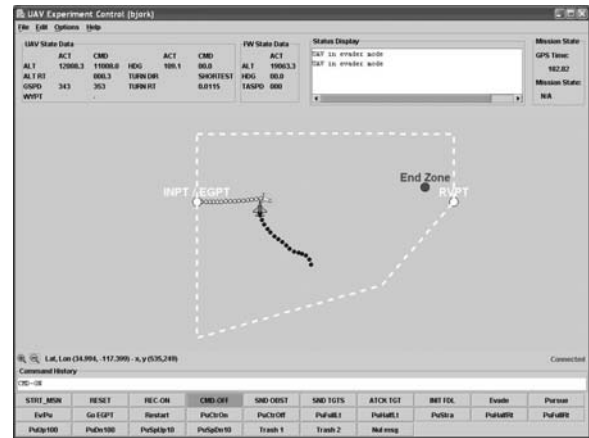 UAV Experiment Control (bjork)
File Edit Options Help
UAV State Data
ACT CMD ACT CMD
ALT 12008.3 11000.0 HDG 109.1 00.0
ALT RT 000.3 TURN DIR SHORTEST
GSPD 343 353 TURN RT 0.0115
WYPT
FW State Data
ACT
ALT 19063.3
HDG 00.0
TASPD 000
Status Display
UAV in evader mode
UAV in evader mode
Mission State
GPS Time:
102.02
Mission State:
N/A
End Zone
INPT / EGPT
RVPT
Lat, Lon (34.994, -117.399) - x, y (535,249)
Connected
Command History
CMD-ON
STRT_MSN RESET REC-ON CMD-OFF SND OBST SND TGTS ATCK TGT INIT FDL Evade Pursue
Ev/Pu Go EGPT Restart PuCtrOn PuCtrOff PuFullLt PuHalfLt PuStra PuHalfRt PuFullRt
PuUp100 PuDn100 PuSpUp10 PuSpDn10 Trash 1 Trash 2 Nul msg